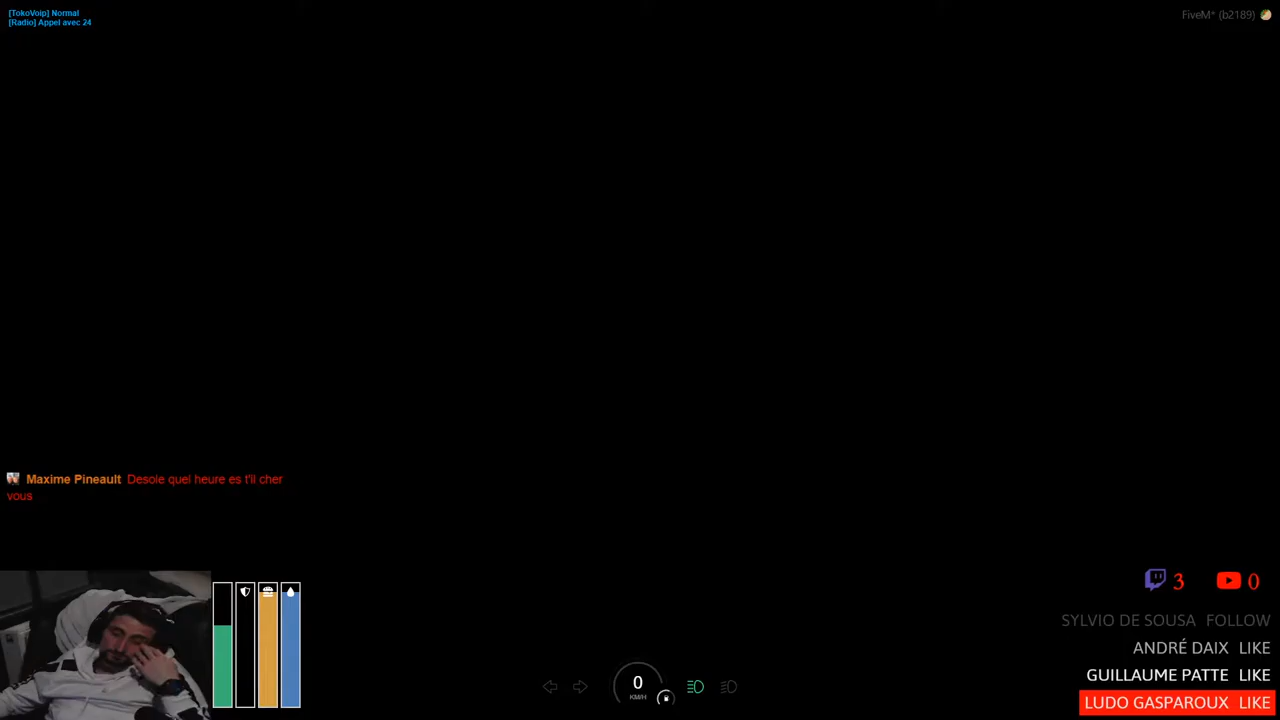 [TokoVoip] Normal
[Radio] Appel avec 24
FiveM* (b2189)
Maxime Pineault Desole quel heure es t'il cher
vous
3 0
SYLVIO DE SOUSA FOLLOW
ANDRÉ DAIX LIKE
GUILLAUME PATTE LIKE
LUDO GASPAROUX LIKE
0
KM/H